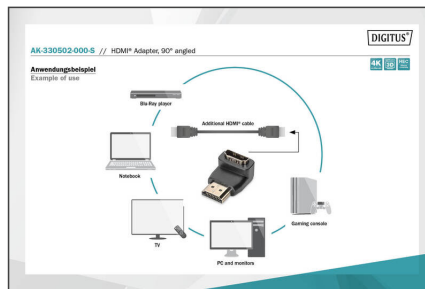 DIGITUS®
AK-330502-000-S // HDMI® Adapter, 90° angled
4K
3D
REC
Anwendungsbeispiel
Example of use
Blu-Ray player
Additional HDMI® cable
Notebook
Gaming console
TV
PC and monitors